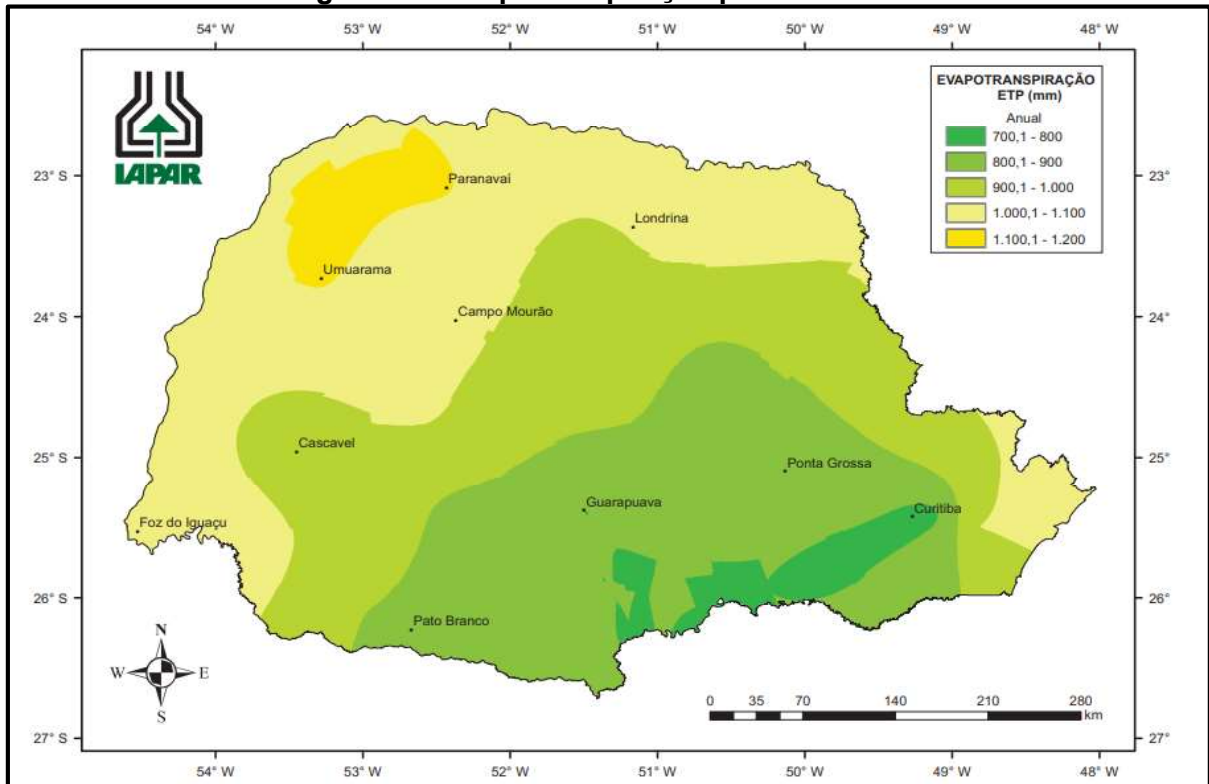 54° W 53° W 52° W 51° W 50° W 49° W 48° W
IAPAR
EVAPOTRANSPIRAÇÃO
ETP (mm)
Anual
700,1 - 800
800,1 - 900
900,1 - 1.000
1.000,1 - 1.100
1.100,1 - 1.200
23° S
23°
Paranavaí
Londrina
Umuarama
24° S
24°
Campo Mourão
Cascavel
25° S
25°
Ponta Grossa
Guarapuava
Curitiba
Foz do Iguaçu
26° S
26°
Pato Branco
N
W E
S
0 35 70 140 210 280
km
27° S
27°
54° W 53° W 52° W 51° W 50° W 49° W 48° W